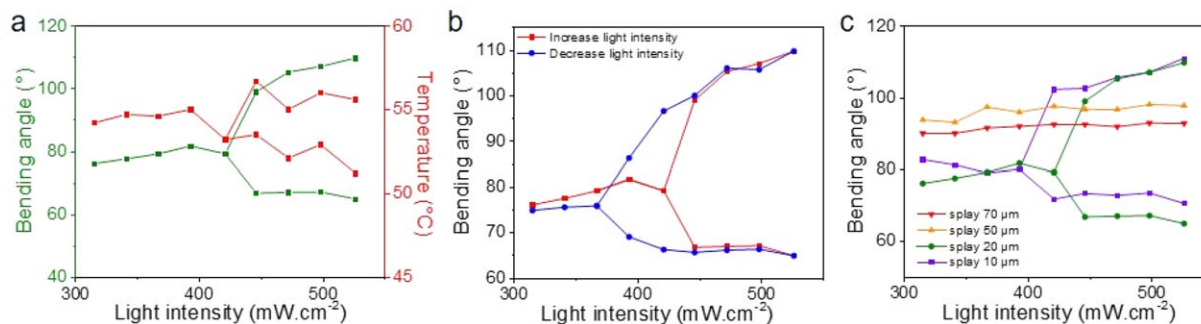 a
120
100
80
60
40
Bending angle (°)
60
55
50
45
Temperature (°C)
300
400
500
Light intensity (mW.cm-2)
b
110
100
90
80
70
60
Bending angle (°)
Increase light intensity
Decrease light intensity
300
400
500
Light intensity (mW.cm-2)
c
120
100
80
60
Bending angle (°)
splay 70 µm
splay 50 µm
splay 20 µm
splay 10 µm
300
400
500
Light intensity (mW.cm-2)